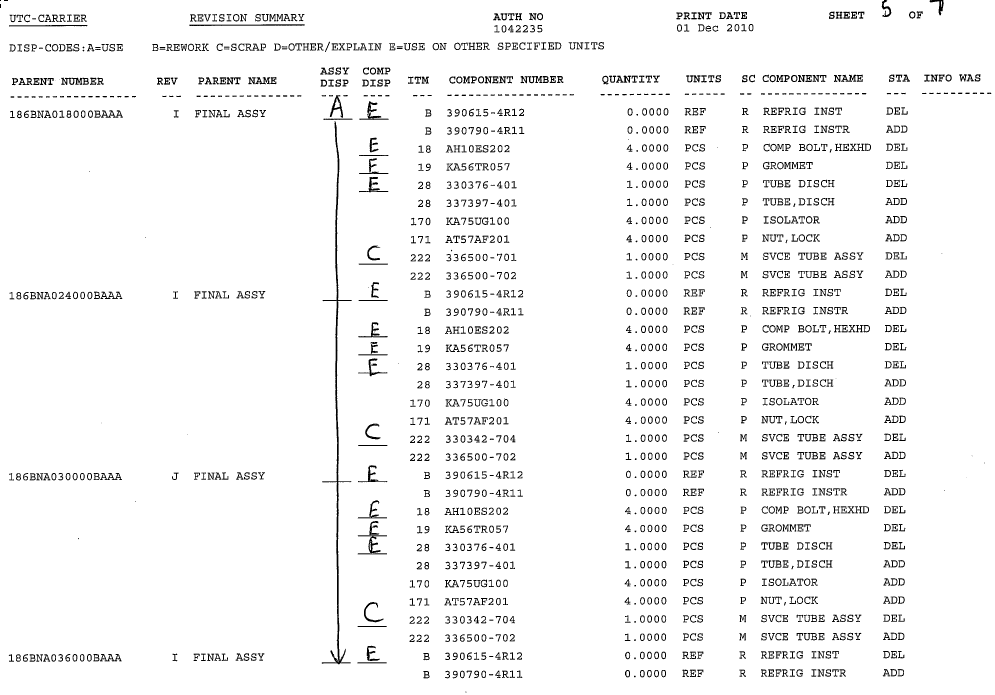 UTC-CARRIER REVISION SUMMARY AUTH NO PRINT DATE SHEET 5 OF 7
1042235 01 Dec 2010
DISP-CODES:A=USE B=REWORK C=SCRAP D=OTHER/EXPLAIN E=USE ON OTHER SPECIFIED UNITS
ASSY COMP
PARENT NUMBER REV PARENT NAME DISP DISP ITM COMPONENT NUMBER QUANTITY UNITS SC COMPONENT NAME STA INFO WAS
186BNA018000BAAA I FINAL ASSY A E B 390615-4R12 0.0000 REF R REFRIG INST DEL
B 390790-4R11 0.0000 REF R REFRIG INSTR ADD
E 18 AH10ES202 4.0000 PCS P COMP BOLT,HEXHD DEL
E 19 KA56TR057 4.0000 PCS P GROMMET DEL
E 28 330376-401 1.0000 PCS P TUBE DISCH DEL
28 337397-401 1.0000 PCS P TUBE,DISCH ADD
170 KA75UG100 4.0000 PCS P ISOLATOR ADD
171 AT57AF201 4.0000 PCS P NUT,LOCK ADD
C 222 336500-701 1.0000 PCS M SVCE TUBE ASSY DEL
222 336500-702 1.0000 PCS M SVCE TUBE ASSY ADD
186BNA024000BAAA I FINAL ASSY E B 390615-4R12 0.0000 REF R REFRIG INST DEL
B 390790-4R11 0.0000 REF R REFRIG INSTR ADD
E 18 AH10ES202 4.0000 PCS P COMP BOLT,HEXHD DEL
E 19 KA56TR057 4.0000 PCS P GROMMET DEL
E 28 330376-401 1.0000 PCS P TUBE DISCH DEL
28 337397-401 1.0000 PCS P TUBE,DISCH ADD
170 KA75UG100 4.0000 PCS P ISOLATOR ADD
171 AT57AF201 4.0000 PCS P NUT,LOCK ADD
C 222 330342-704 1.0000 PCS M SVCE TUBE ASSY DEL
222 336500-702 1.0000 PCS M SVCE TUBE ASSY ADD
186BNA030000BAAA J FINAL ASSY E B 390615-4R12 0.0000 REF R REFRIG INST DEL
B 390790-4R11 0.0000 REF R REFRIG INSTR ADD
E 18 AH10ES202 4.0000 PCS P COMP BOLT,HEXHD DEL
E 19 KA56TR057 4.0000 PCS P GROMMET DEL
E 28 330376-401 1.0000 PCS P TUBE DISCH DEL
28 337397-401 1.0000 PCS P TUBE,DISCH ADD
170 KA75UG100 4.0000 PCS P ISOLATOR ADD
171 AT57AF201 4.0000 PCS P NUT,LOCK ADD
C 222 330342-704 1.0000 PCS M SVCE TUBE ASSY DEL
222 336500-702 1.0000 PCS M SVCE TUBE ASSY ADD
186BNA036000BAAA I FINAL ASSY E B 390615-4R12 0.0000 REF R REFRIG INST DEL
B 390790-4R11 0.0000 REF R REFRIG INSTR ADD